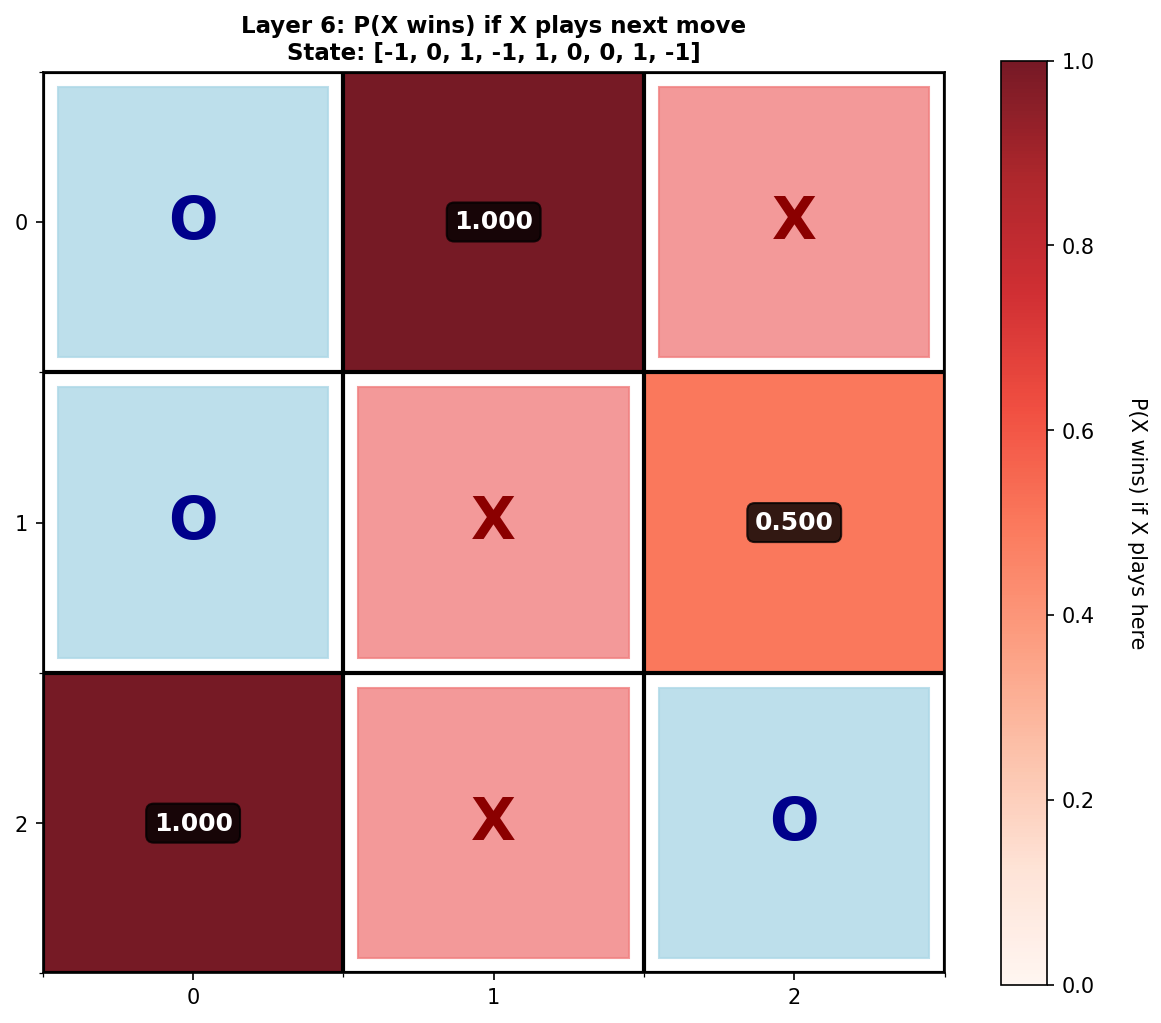 Layer 6: P(X wins) if X plays next move
State: [-1, 0, 1, -1, 1, 0, 0, 1, -1]
0
O
1.000
X
1
O
X
0.500
2
1.000
X
O
0
1
2
1.0
0.8
0.6
0.4
0.2
0.0
P(X wins) if X plays here